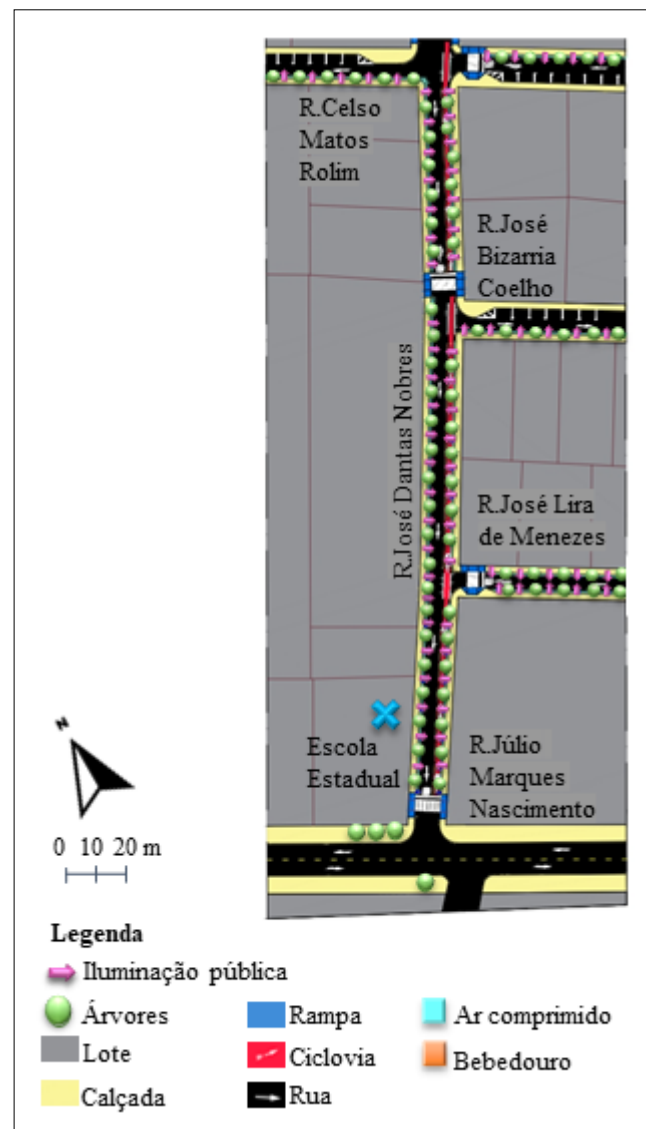 R.Celso
Matos
Rolim
R.José
Bizarria
Coelho
R.José Dantas Nobres
R.José Lira
de Menezes
Escola
Estadual
R.Júlio
Marques
Nascimento
N
0 10 20 m
Legenda
Iluminação pública
Árvores
Rampa
Ar comprimido
Lote
Ciclovia
Bebedouro
Calçada
Rua